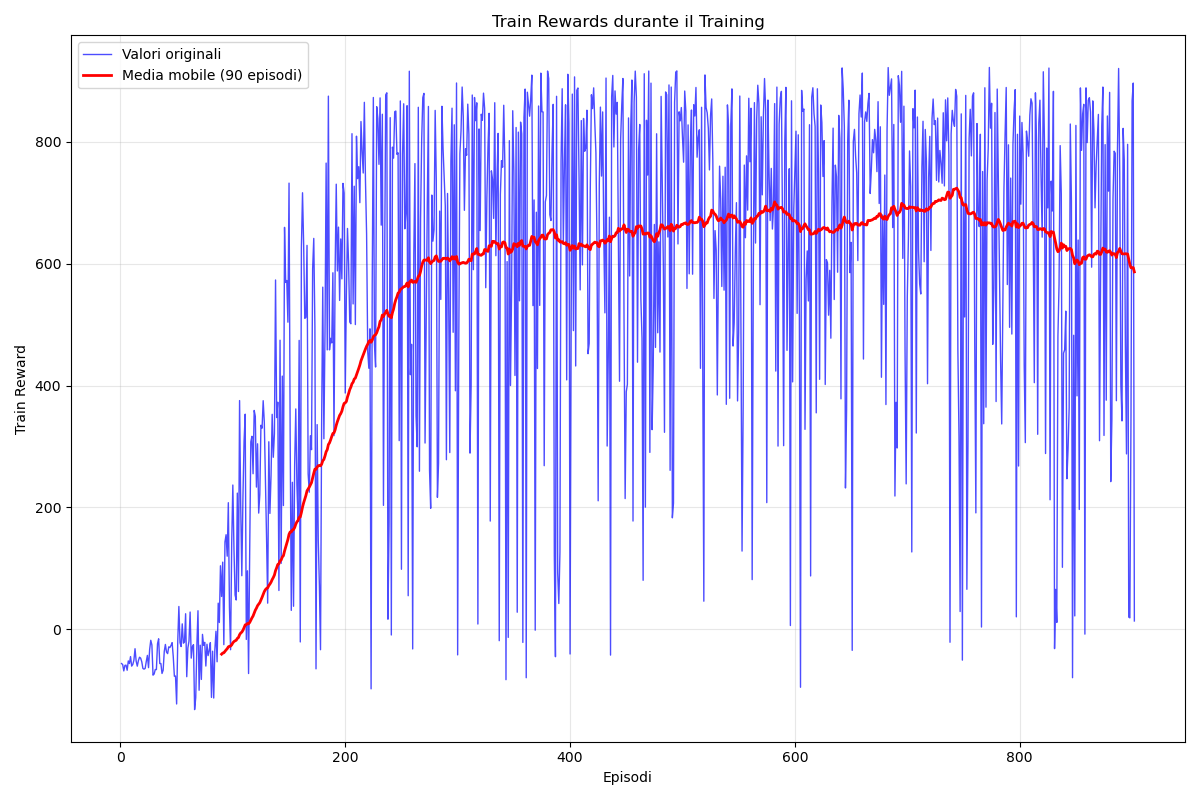 Train Rewards durante il Training
Valori originali
Media mobile (90 episodi)
Train Reward
800
600
400
200
0
0 200 400 600 800
Episodi